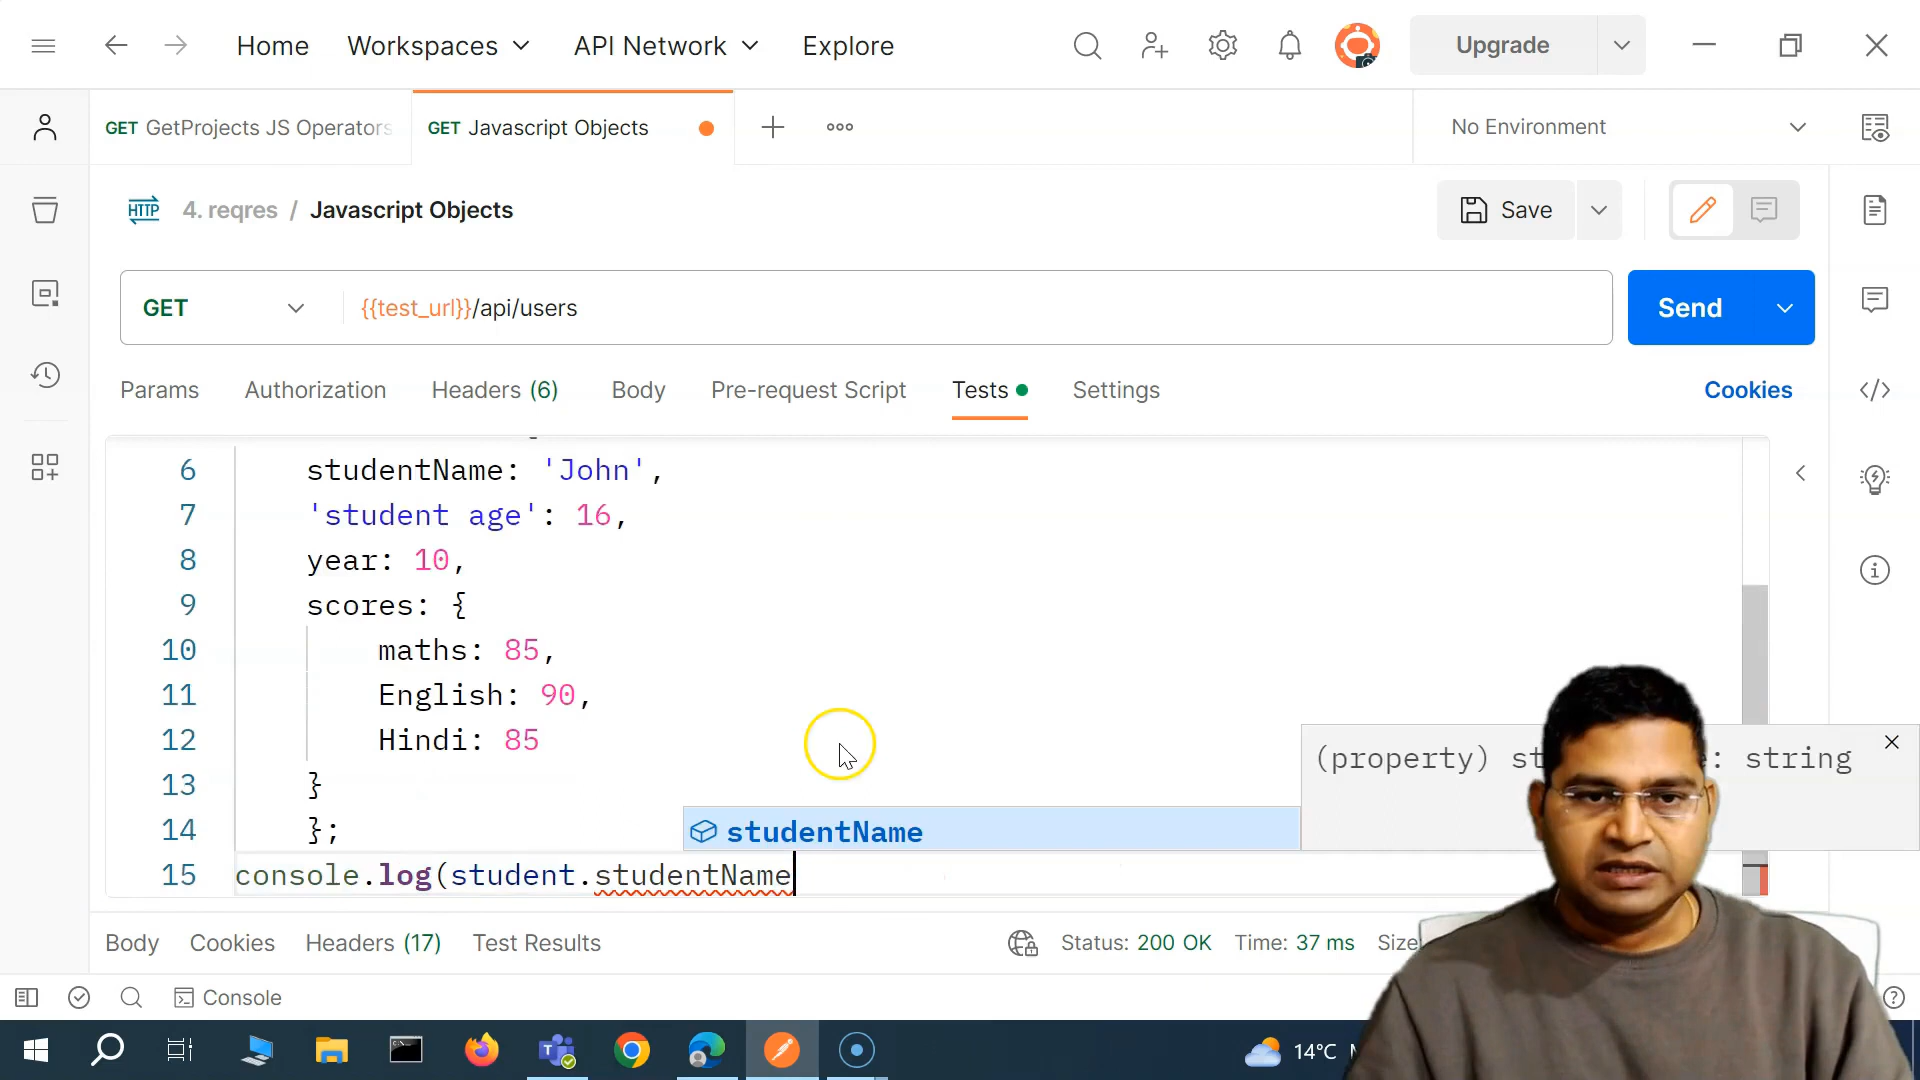 Home Workspaces API Network Explore Upgrade
GET GetProjects JS Operators GET Javascript Objects No Environment
HTTP 4. reqres / Javascript Objects Save
GET {{test_url}}/api/users Send
Params Authorization Headers (6) Body Pre-request Script Tests Settings Cookies
6 studentName: 'John',
7 'student age': 16,
8 year: 10,
9 scores: {
10 maths: 85,
11 English: 90,
12 Hindi: 85
13 }
(property) st : string
14 };
studentName
15 console.log(student.studentName
Body Cookies Headers (17) Test Results Status: 200 OK Time: 37 ms Size
Console
14°C